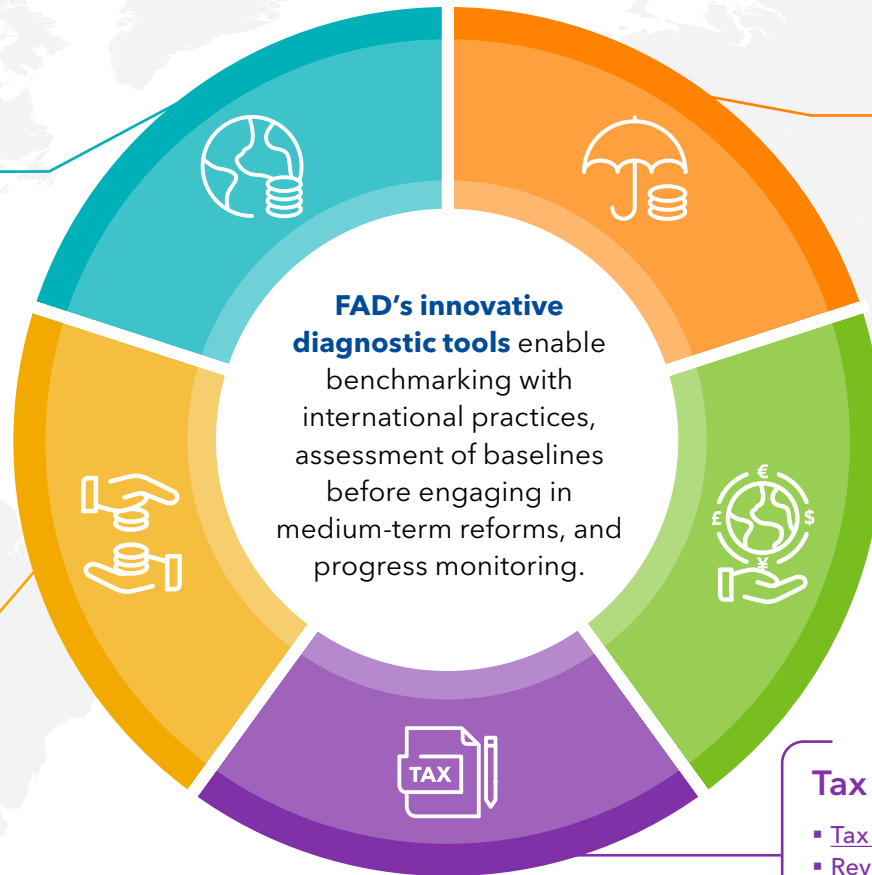 FAD's innovative
diagnostic tools enable
benchmarking with
international practices,
assessment of baselines
before engaging in
medium-term reforms, and
progress monitoring.
€
£
$
¥
TAX
Tax
▪ Tax
▪ Rev